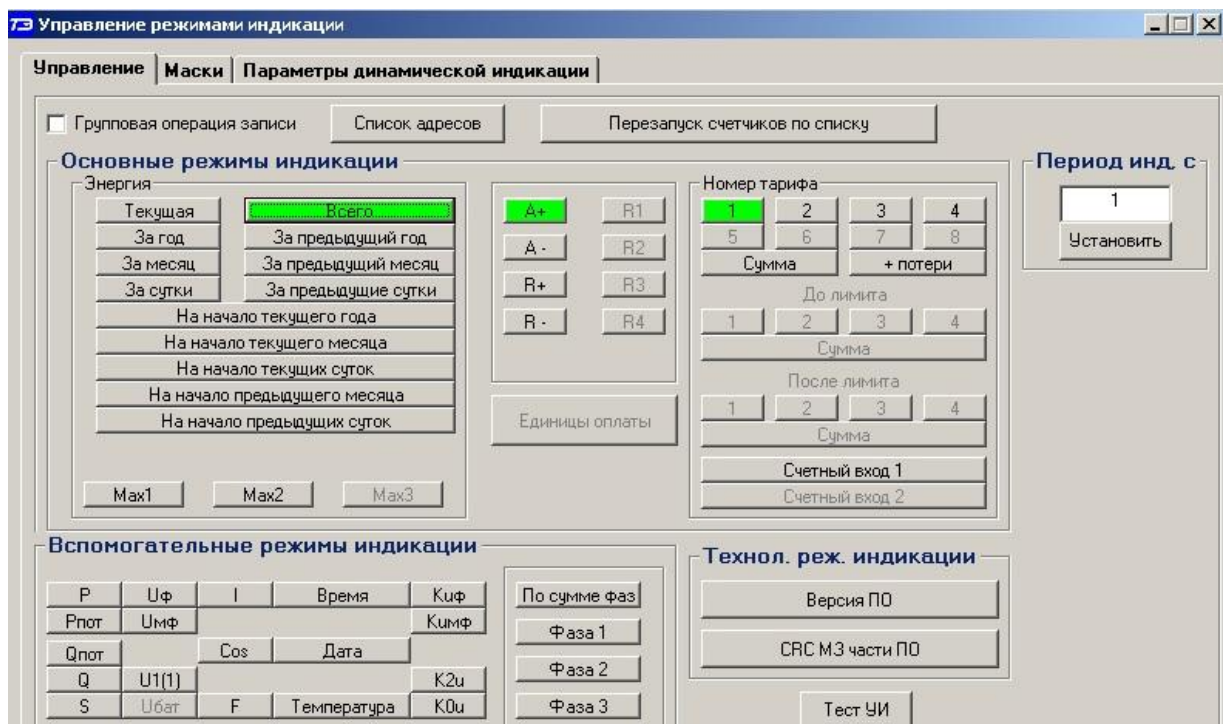 ТЭ Управление режимами индикации
Управление Маски Параметры динамической индикации
Групповая операция записи Список адресов Перезапуск счетчиков по списку
Основные режимы индикации Период инд, с
Энергия Номер тарифа
Текущая Всего A+ R1 1 2 3 4 1
За год За предыдущий год A - R2 5 6 7 8 Установить
За месяц За предыдущий месяц Сумма + потери
За сутки За предыдущие сутки R+ R3 До лимита
На начало текущего года R - R4 1 2 3 4
На начало текущего месяца Сумма
На начало текущих суток После лимита
На начало предыдущего месяца 1 2 3 4
На начало предыдущих суток Единицы оплаты Сумма
Счетный вход 1
Max1 Max2 Max3 Счетный вход 2
Вспомогательные режимы индикации Технол. реж. индикации
P Uф I Время Kuф По сумме фаз Версия ПО
Pпот Uмф Kuмф Фаза 1
Qпот Cos Дата CRC МЗ части ПО
Q U1(1) K2u Фаза 2
S Uбат F Температура K0u Фаза 3 Тест УИ